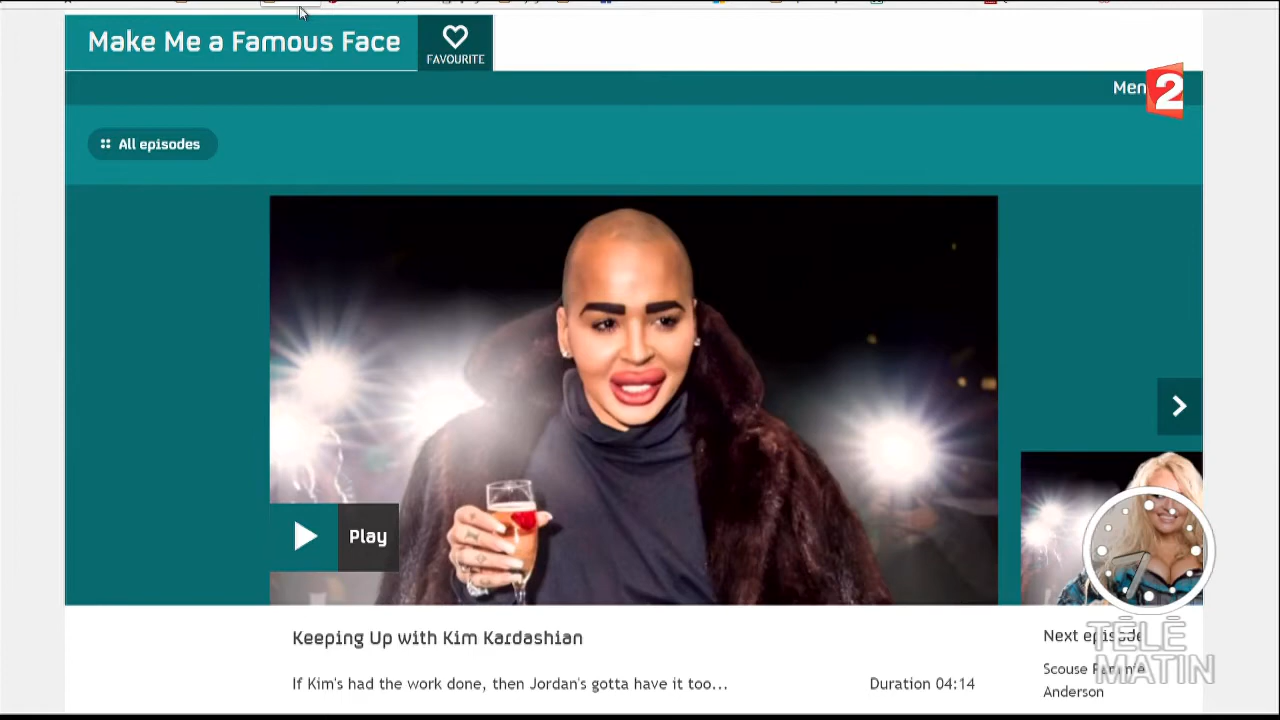 Make Me a Famous Face
FAVOURITE
Men
2
All episodes
Play
Keeping Up with Kim Kardashian
Next episode
If Kim's had the work done, then Jordan's gotta have it too...
Duration 04:14
Scouse
Anderson
TÉLÉ
MATIN